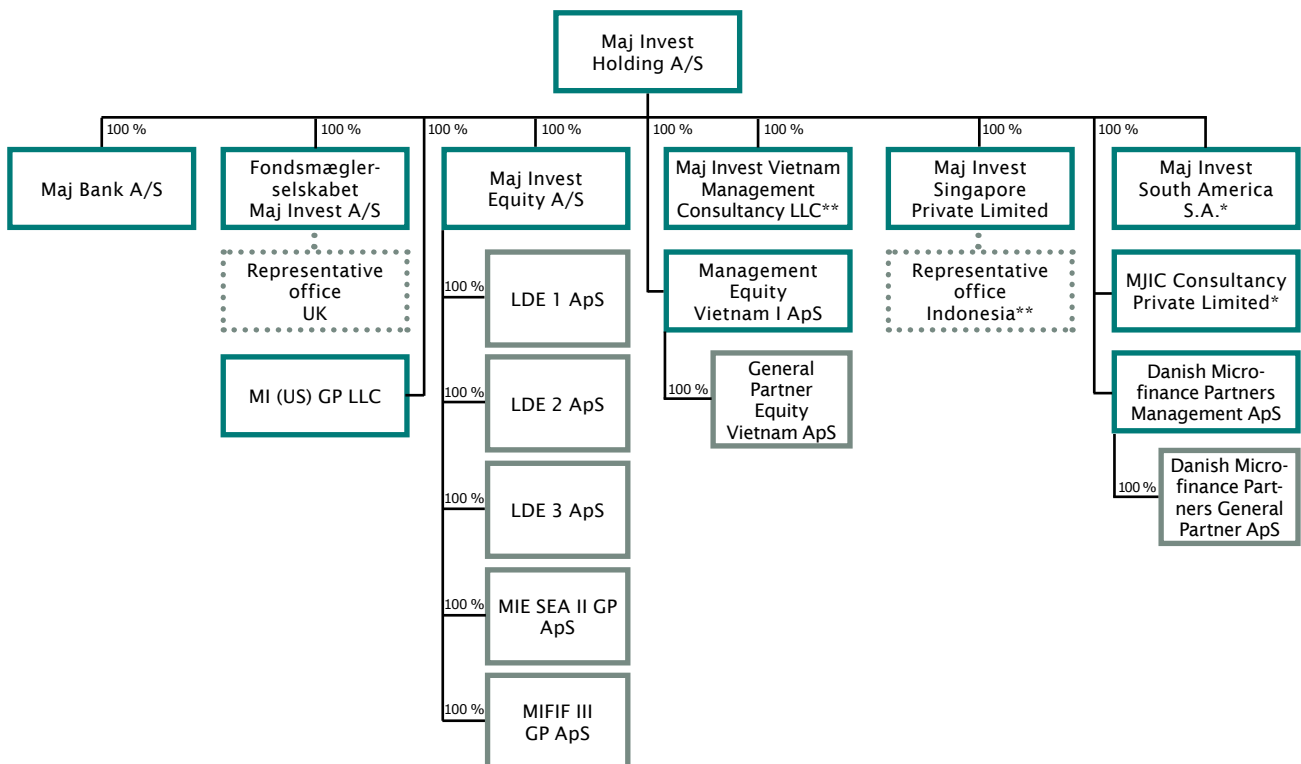 Maj Invest
Holding A/S
100 %
100 %
100 %
100 %
100 %
100 %
100 %
100 %
Maj Bank A/S
Fondsmægler-
selskabet
Maj Invest A/S
Maj Invest
Equity A/S
Maj Invest Vietnam
Management
Consultancy LLC**
Maj Invest
Singapore
Private Limited
Maj Invest
South America
S.A.*
Representative
office
UK
100 %
LDE 1 ApS
Management
Equity
Vietnam I ApS
Representative
office
Indonesia**
MJIC Consultancy
Private Limited*
MI (US) GP LLC
100 %
LDE 2 ApS
100 %
General
Partner
Equity
Vietnam ApS
Danish Micro-
finance Partners
Management ApS
100 %
LDE 3 ApS
100 %
Danish Micro-
finance Part-
ners General
Partner ApS
100 %
MIE SEA II GP
ApS
100 %
MIFIF III
GP ApS